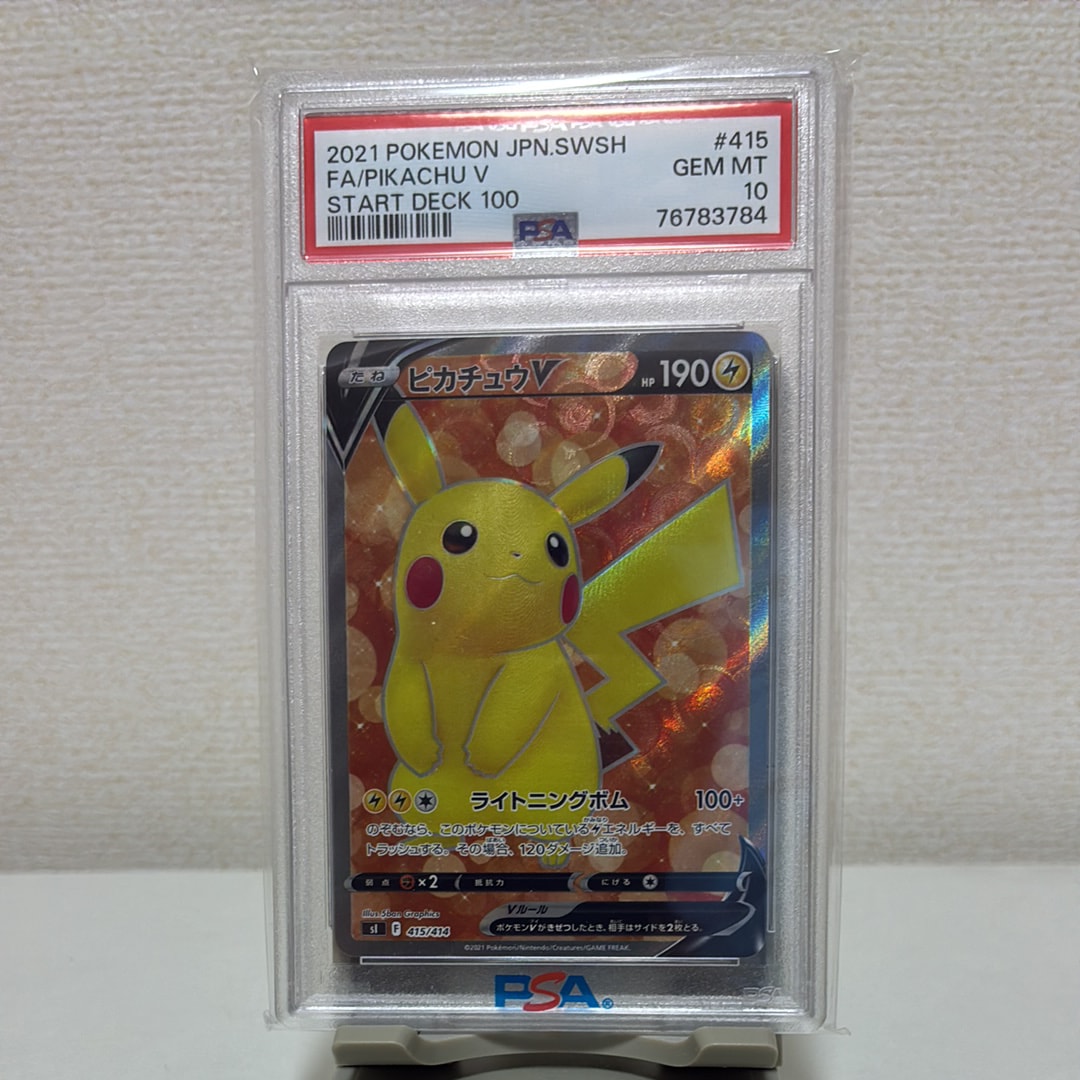 2021 POKEMON JPN.SWSH #415
FA/PIKACHU V GEM MT
START DECK 100 10
76783784
PSA
たね ピカチュウV HP 190
ライトニングボム 100+
のぞむなら、このポケモンについているエネルギーを、すべて
トラッシュする。その場合、120ダメージ追加。
弱点 ×2 抵抗力 にげる
Vルール
ポケモンVがきぜつしたとき、相手はサイドを2枚とる。
Illus. 5ban Graphics
sI F 415/414
©2021 Pokémon/Nintendo/Creatures/GAME FREAK.
PSA®
PSA